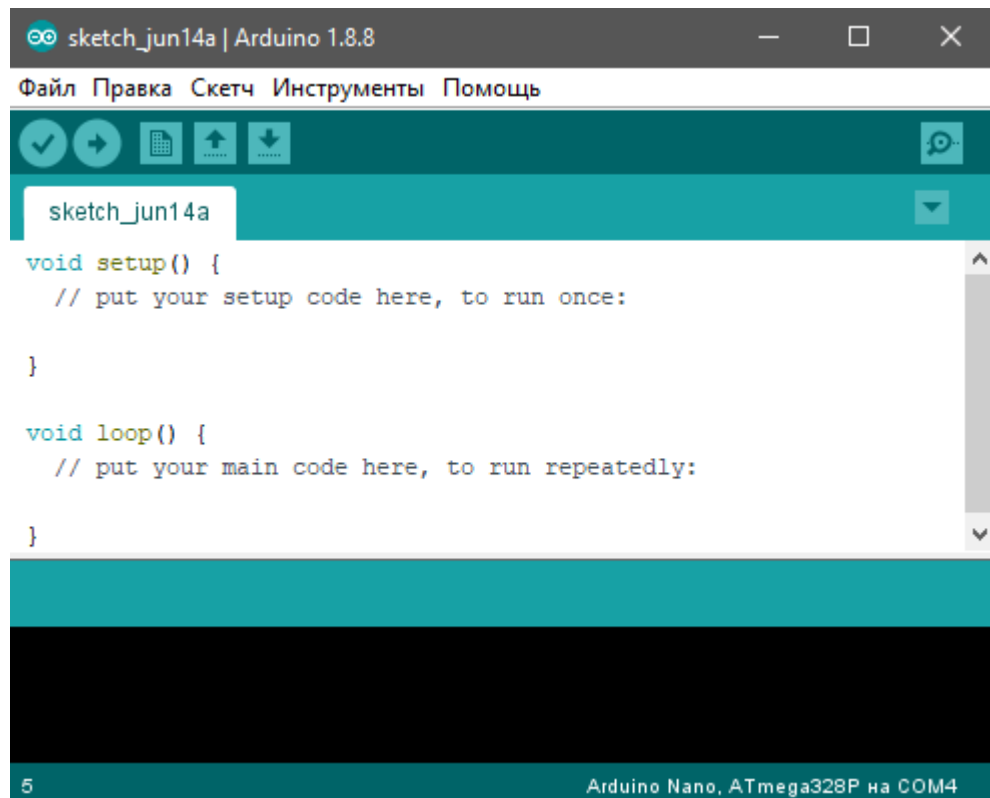 sketch_jun14a | Arduino 1.8.8
Файл Правка Скетч Инструменты Помощь
sketch_jun14a
void setup() {
  // put your setup code here, to run once:
}
void loop() {
  // put your main code here, to run repeatedly:
}
5 Arduino Nano, ATmega328P на COM4